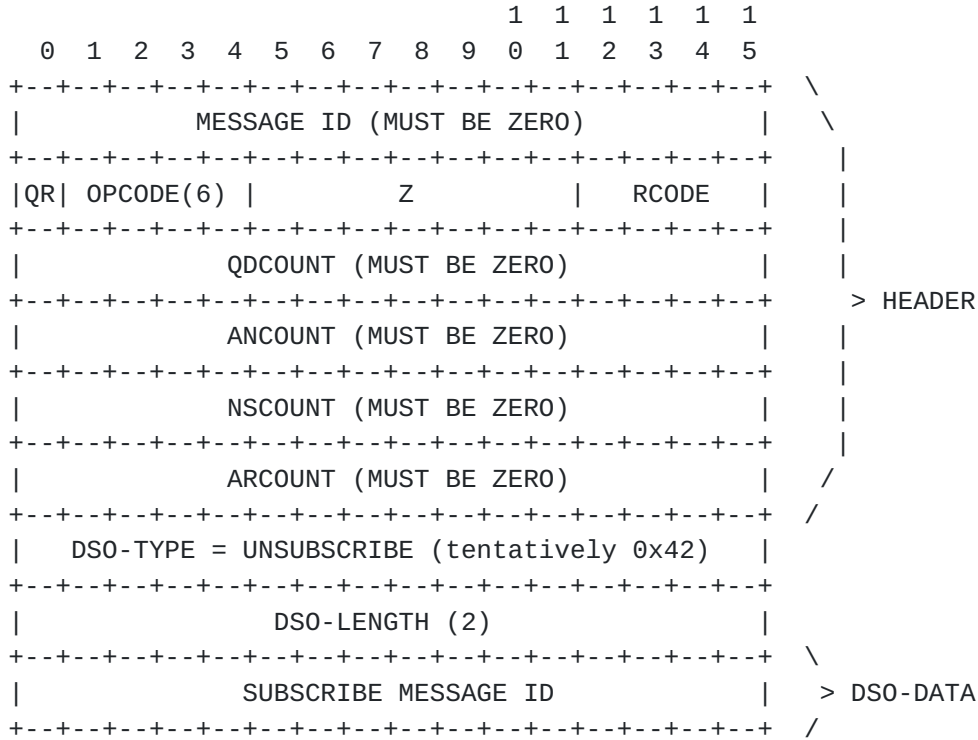 1  1  1  1  1  1
   0  1  2  3  4  5  6  7  8  9  0  1  2  3  4  5
 +--+--+--+--+--+--+--+--+--+--+--+--+--+--+--+--+  \
 |           MESSAGE ID (MUST BE ZERO)           |   \
 +--+--+--+--+--+--+--+--+--+--+--+--+--+--+--+--+    |
 |QR| OPCODE(6) |         Z          |   RCODE   |    |
 +--+--+--+--+--+--+--+--+--+--+--+--+--+--+--+--+    |
 |             QDCOUNT (MUST BE ZERO)            |    |
 +--+--+--+--+--+--+--+--+--+--+--+--+--+--+--+--+     > HEADER
 |             ANCOUNT (MUST BE ZERO)            |    |
 +--+--+--+--+--+--+--+--+--+--+--+--+--+--+--+--+    |
 |             NSCOUNT (MUST BE ZERO)            |    |
 +--+--+--+--+--+--+--+--+--+--+--+--+--+--+--+--+    |
 |             ARCOUNT (MUST BE ZERO)            |   /
 +--+--+--+--+--+--+--+--+--+--+--+--+--+--+--+--+  /
 |   DSO-TYPE = UNSUBSCRIBE (tentatively 0x42)   |
 +--+--+--+--+--+--+--+--+--+--+--+--+--+--+--+--+
 |                DSO-LENGTH (2)                 |
 +--+--+--+--+--+--+--+--+--+--+--+--+--+--+--+--+  \
 |              SUBSCRIBE MESSAGE ID             |   > DSO-DATA
 +--+--+--+--+--+--+--+--+--+--+--+--+--+--+--+--+  /